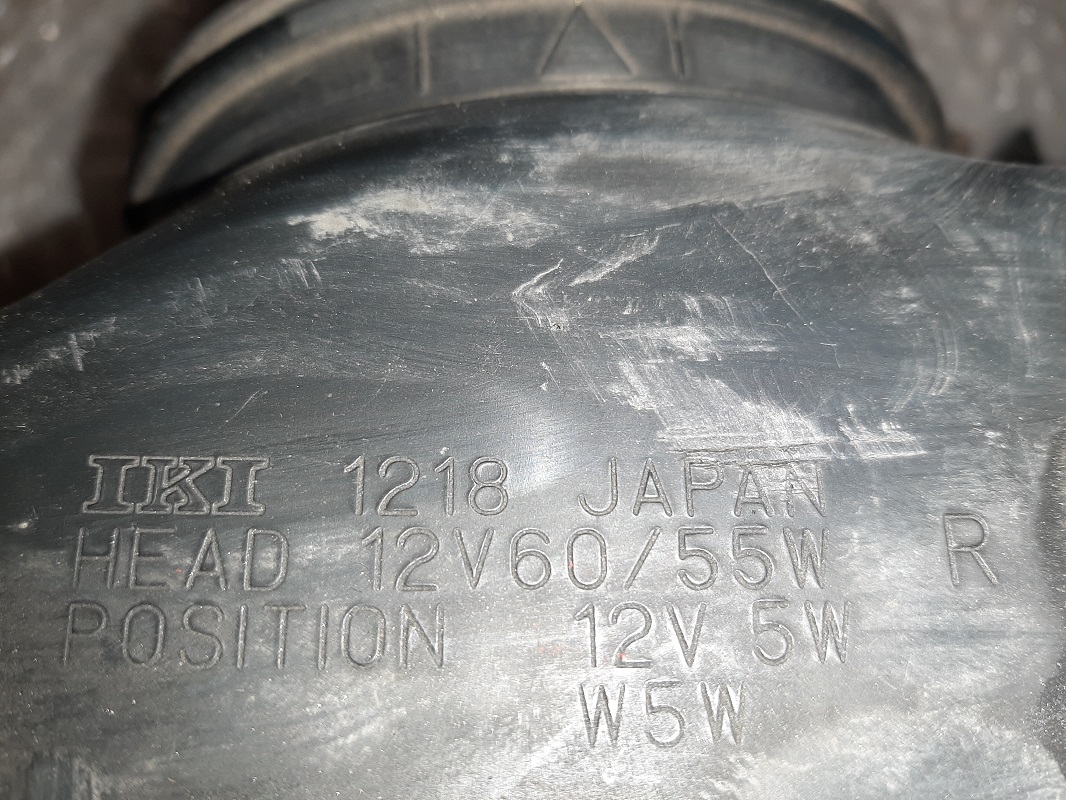 IKI 1218 JAPAN
HEAD 12V60/55W R
POSITION 12V 5W
W5W